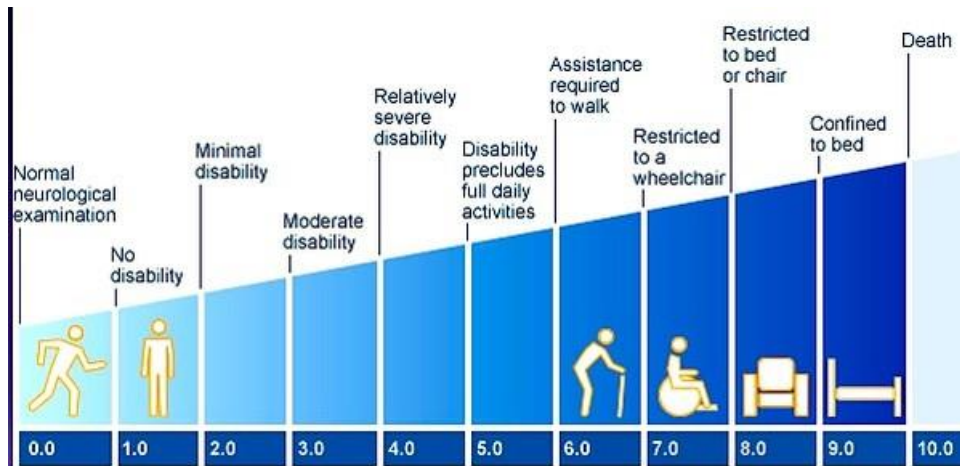 Normal
neurological
examination
No
disability
Minimal
disability
Moderate
disability
Relatively
severe
disability
Disability
precludes
full daily
activities
Assistance
required
to walk
Restricted
to a
wheelchair
Restricted
to bed
or chair
Confined
to bed
Death
0.0 1.0 2.0 3.0 4.0 5.0 6.0 7.0 8.0 9.0 10.0